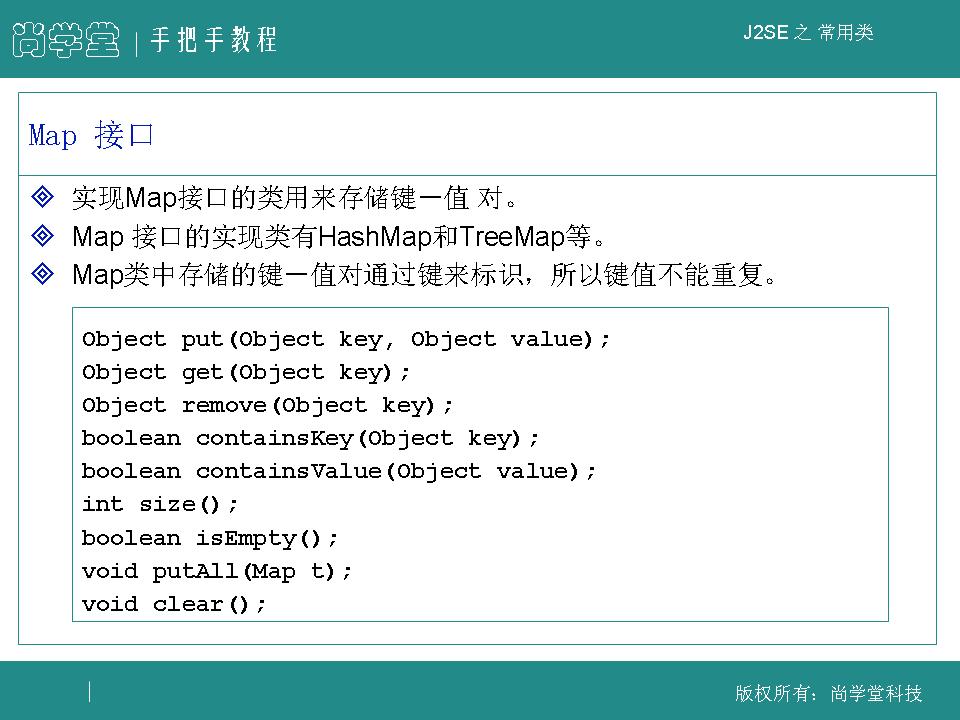 尚学堂 | 手把手教程
J2SE 之 常用类
Map 接口
实现Map接口的类用来存储键－值 对。
Map 接口的实现类有HashMap和TreeMap等。
Map类中存储的键－值对通过键来标识，所以键值不能重复。
Object put(Object key, Object value);
Object get(Object key);
Object remove(Object key);
boolean containsKey(Object key);
boolean containsValue(Object value);
int size();
boolean isEmpty();
void putAll(Map t);
void clear();
版权所有：尚学堂科技